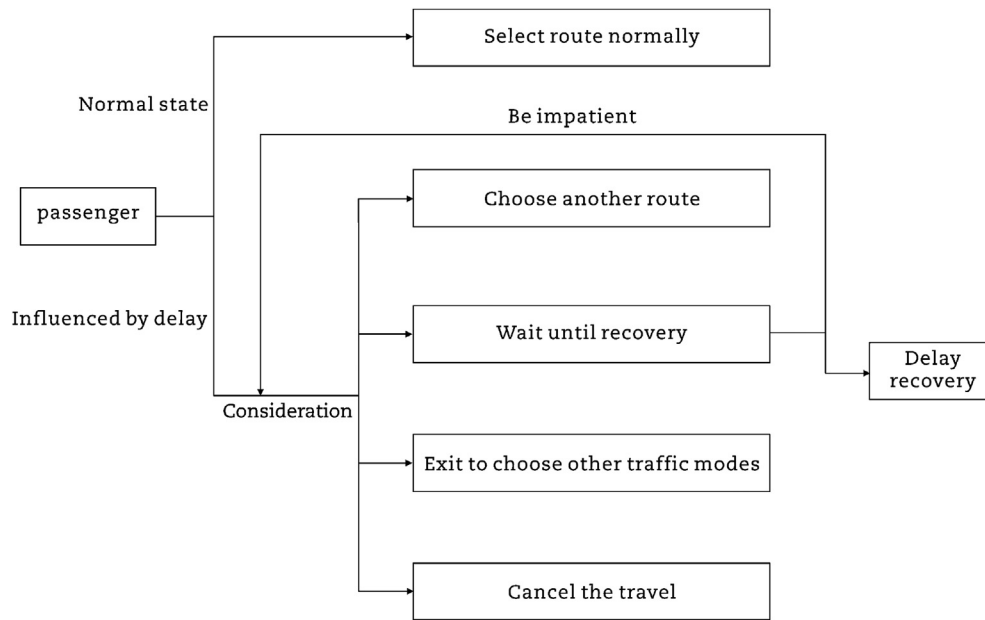 Select route normally
Normal state
Be impatient
Choose another route
passenger
Influenced by delay
Wait until recovery
Delay
recovery
Consideration
Exit to choose other traffic modes
Cancel the travel